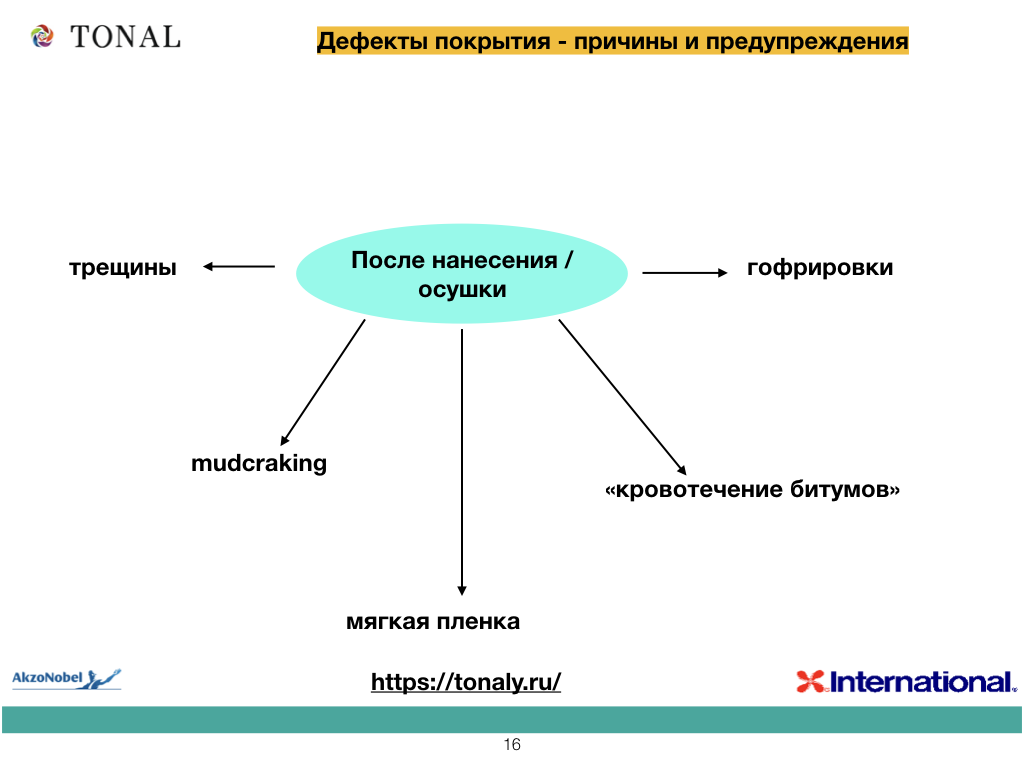 TONAL
Дефекты покрытия - причины и предупреждения
трещины
После нанесения /
осушки
гофрировки
mudcraking
«кровотечение битумов»
мягкая пленка
AkzoNobel
https://tonaly.ru/
International
16